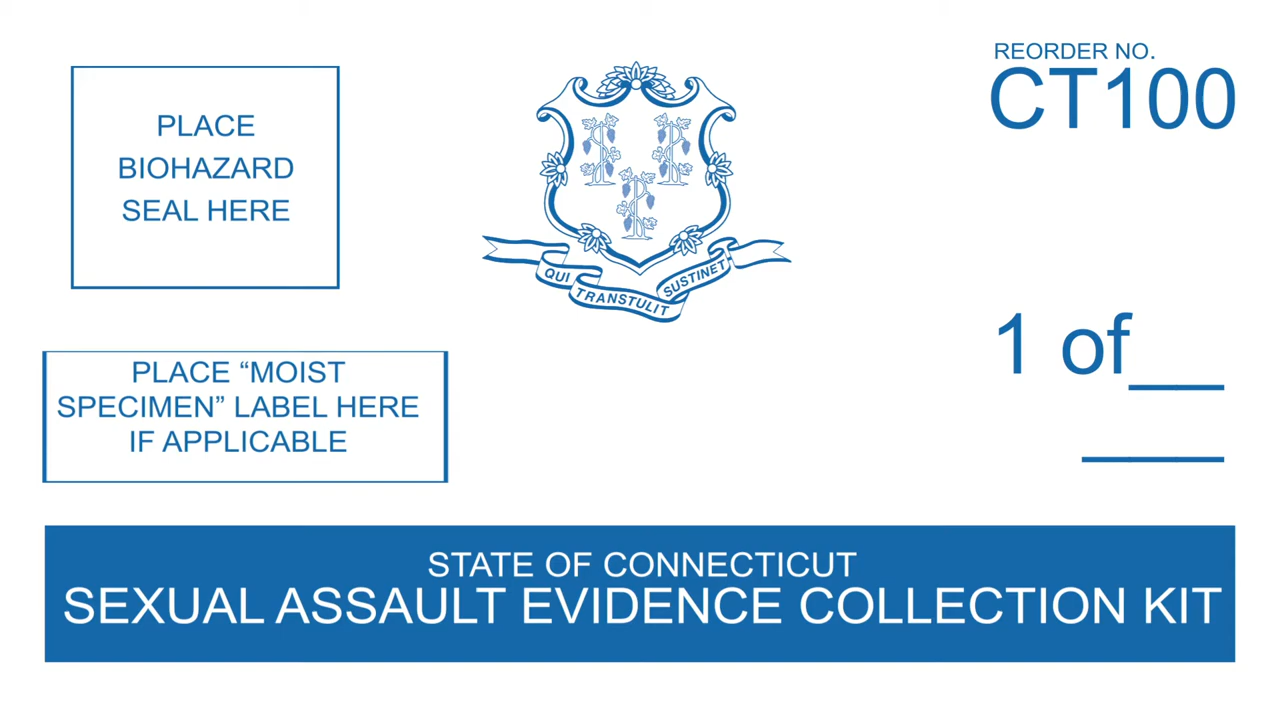 REORDER NO.
CT100
PLACE
BIOHAZARD
SEAL HERE
QUI
TRANSTULIT
SUSTINET
1 of__
___
PLACE “MOIST
SPECIMEN” LABEL HERE
IF APPLICABLE
STATE OF CONNECTICUT
SEXUAL ASSAULT EVIDENCE COLLECTION KIT